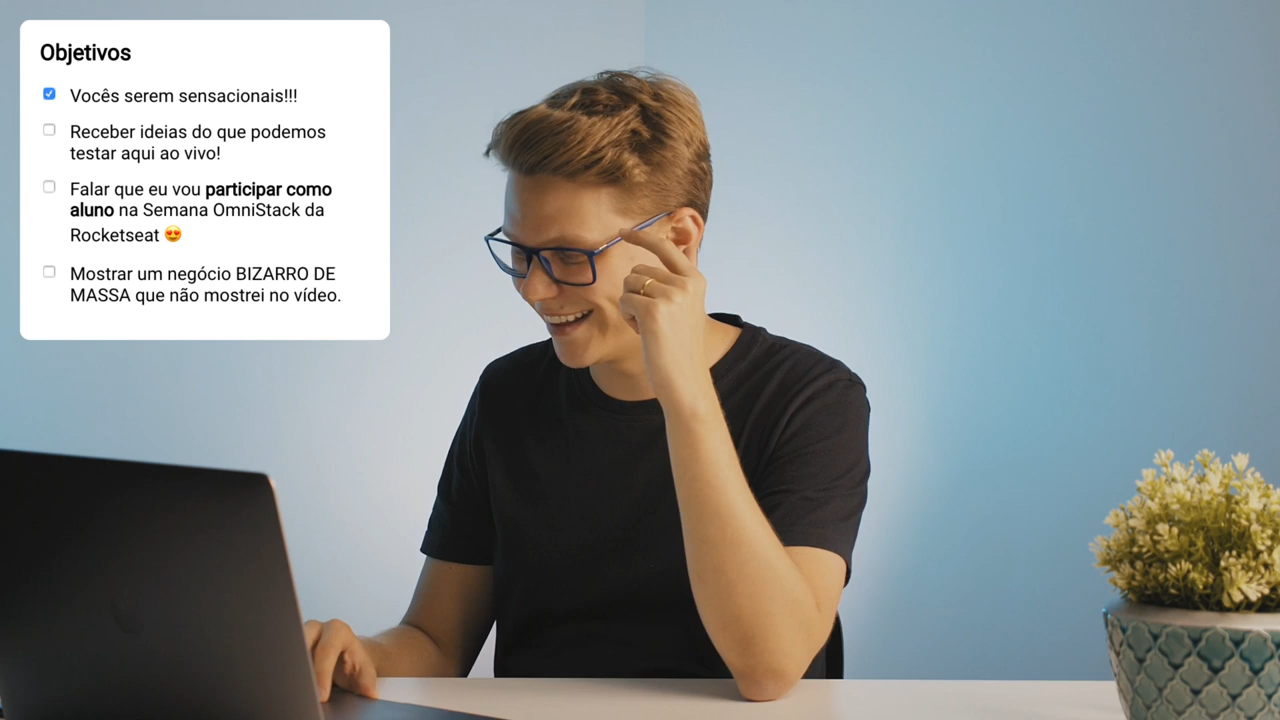 Objetivos
Vocês serem sensacionais!!!
Receber ideias do que podemos
testar aqui ao vivo!
Falar que eu vou participar como
aluno na Semana OmniStack da
Rocketseat 😍
Mostrar um negócio BIZARRO DE
MASSA que não mostrei no vídeo.